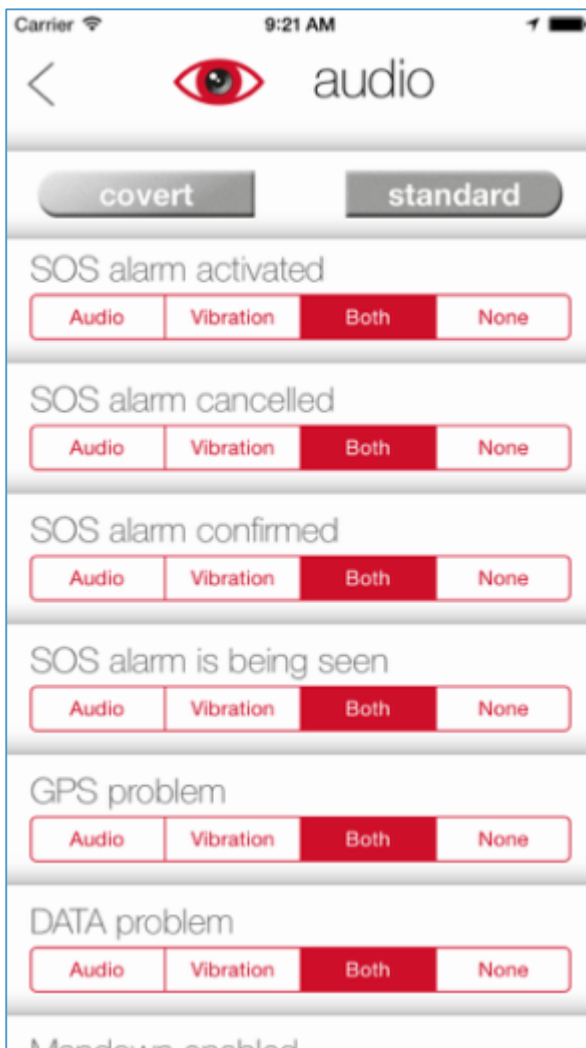 Carrier 9:21 AM
audio
covert standard
SOS alarm activated
Audio Vibration Both None
SOS alarm cancelled
Audio Vibration Both None
SOS alarm confirmed
Audio Vibration Both None
SOS alarm is being seen
Audio Vibration Both None
GPS problem
Audio Vibration Both None
DATA problem
Audio Vibration Both None
Mandown enabled